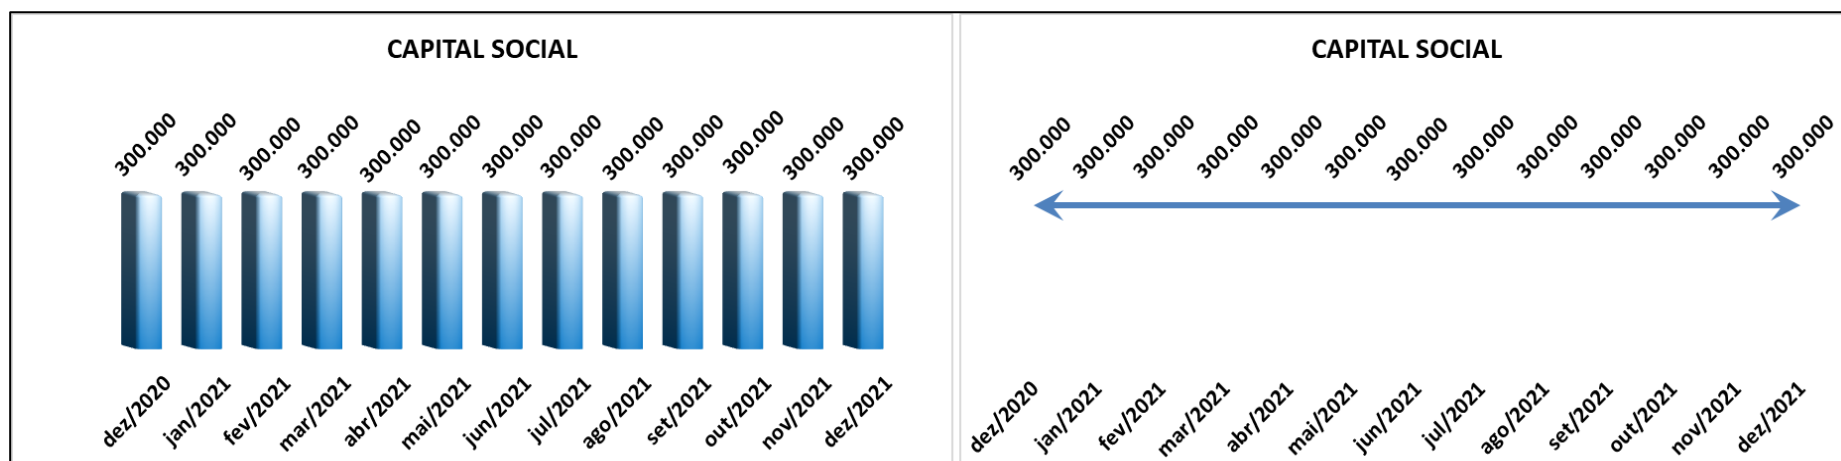 CAPITAL SOCIAL
300.000 300.000 300.000 300.000 300.000 300.000 300.000 300.000 300.000 300.000 300.000 300.000 300.000
dez/2020 jan/2021 fev/2021 mar/2021 abr/2021 mai/2021 jun/2021 jul/2021 ago/2021 set/2021 out/2021 nov/2021 dez/2021
CAPITAL SOCIAL
300.000 300.000 300.000 300.000 300.000 300.000 300.000 300.000 300.000 300.000 300.000 300.000 300.000
dez/2020 jan/2021 fev/2021 mar/2021 abr/2021 mai/2021 jun/2021 jul/2021 ago/2021 set/2021 out/2021 nov/2021 dez/2021